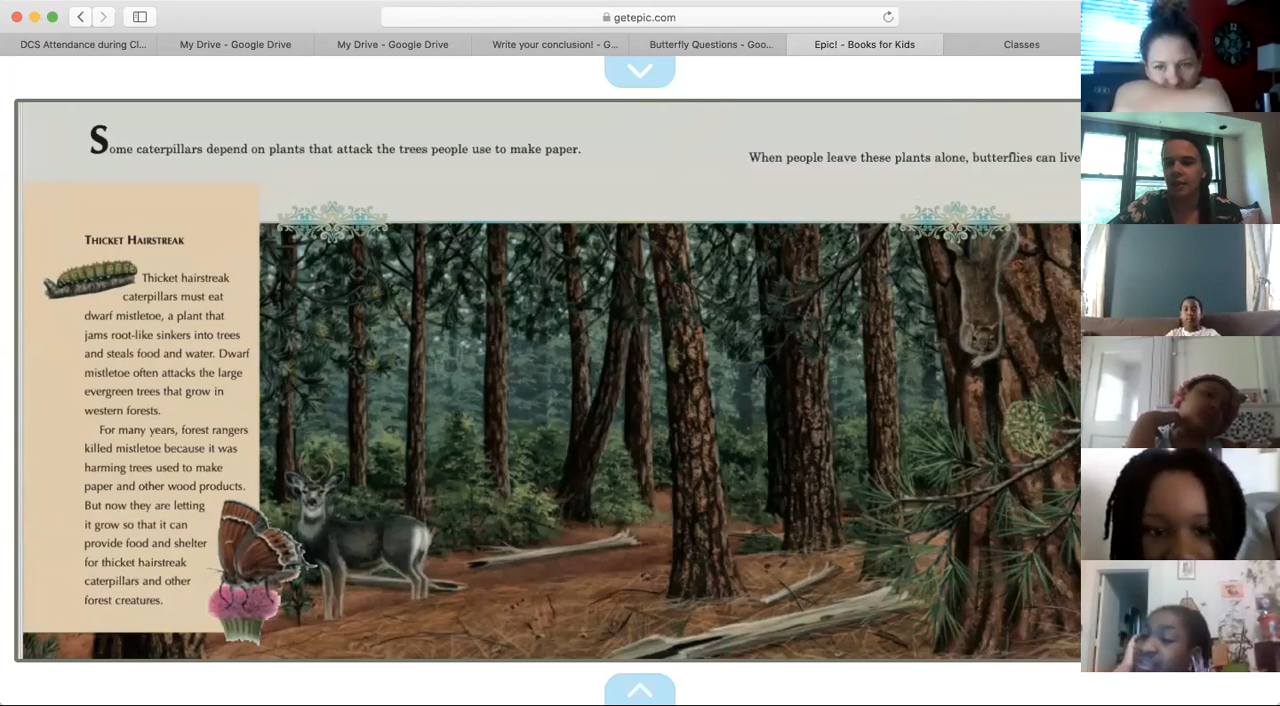 getepic.com
DCS Attendance during Cl...
My Drive - Google Drive
My Drive - Google Drive
Write your conclusion! - G...
Butterfly Questions - Goo...
Epic! - Books for Kids
Classes
Some caterpillars depend on plants that attack the trees people use to make paper.
When people leave these plants alone, butterflies can live
THICKET HAIRSTREAK
Thicket hairstreak
caterpillars must eat
dwarf mistletoe, a plant that
jams root-like sinkers into trees
and steals food and water. Dwarf
mistletoe often attacks the large
evergreen trees that grow in
western forests.
For many years, forest rangers
killed mistletoe because it was
harming trees used to make
paper and other wood products.
But now they are letting
it grow so that it can
provide food and shelter
for thicket hairstreak
caterpillars and other
forest creatures.